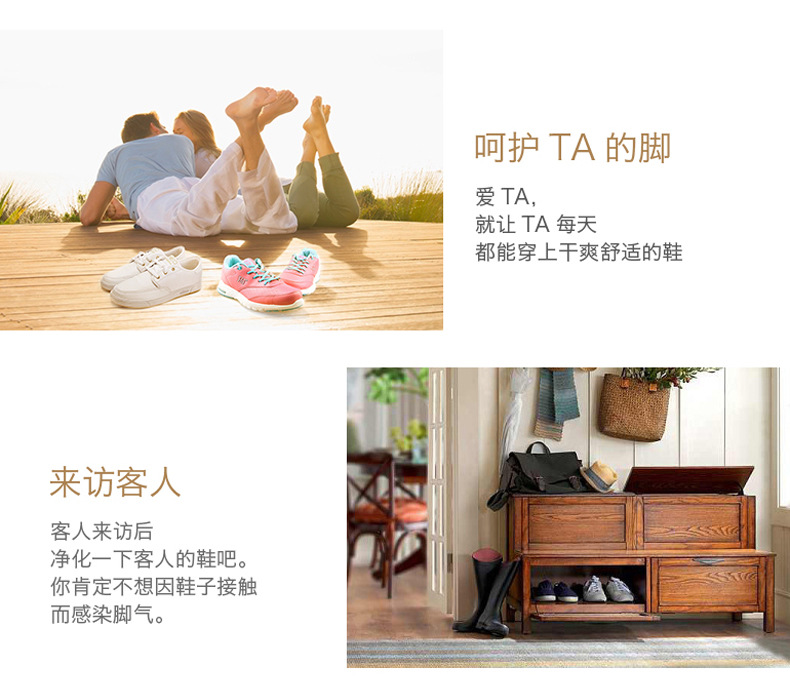 呵护 TA 的脚
爱 TA，
就让 TA 每天
都能穿上干爽舒适的鞋
来访客人
客人来访后
净化一下客人的鞋吧。
你肯定不想因鞋子接触
而感染脚气。